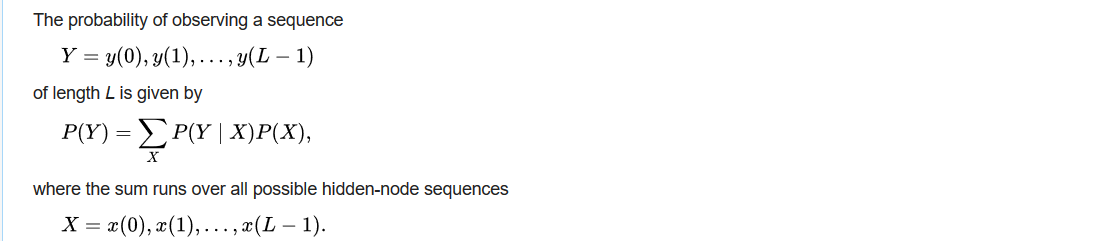 The probability of observing a sequence
Y = y(0), y(1), . . . , y(L − 1)
of length L is given by
P(Y) = ∑_X P(Y | X)P(X),
where the sum runs over all possible hidden-node sequences
X = x(0), x(1), . . . , x(L − 1).